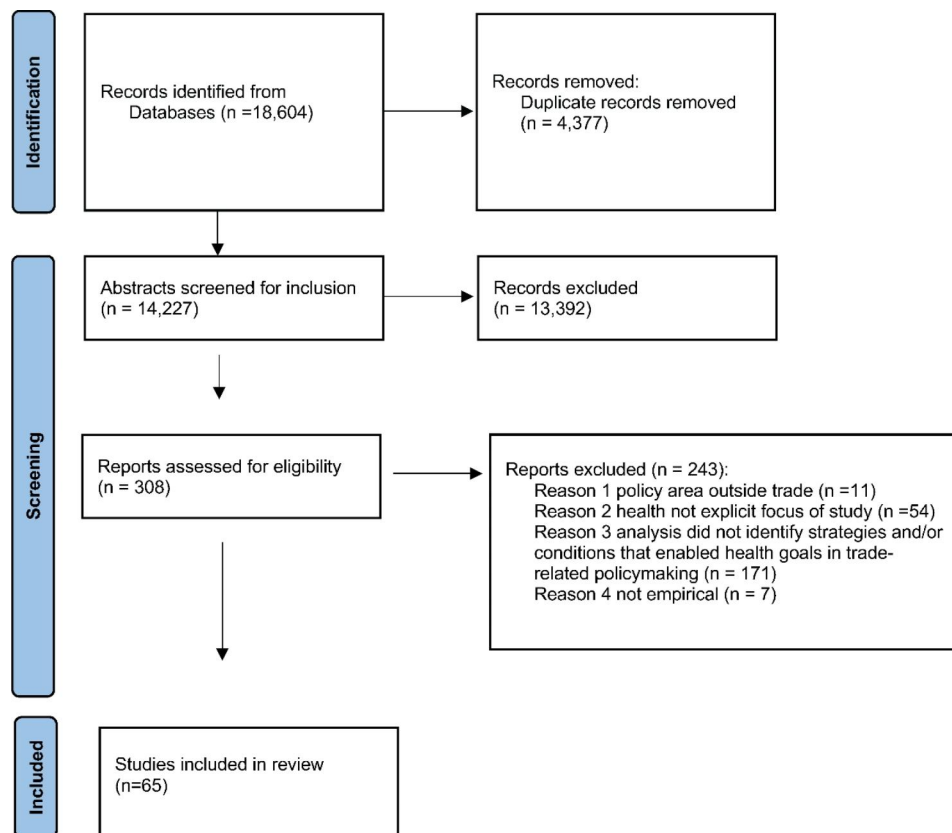 Identification
Records identified from
Databases (n =18,604)
Records removed:
Duplicate records removed
(n = 4,377)
Screening
Abstracts screened for inclusion
(n = 14,227)
Records excluded
(n = 13,392)
Reports assessed for eligibility
(n = 308)
Reports excluded (n = 243):
Reason 1 policy area outside trade (n =11)
Reason 2 health not explicit focus of study (n =54)
Reason 3 analysis did not identify strategies and/or
conditions that enabled health goals in trade-
related policymaking (n = 171)
Reason 4 not empirical (n = 7)
Included
Studies included in review
(n=65)